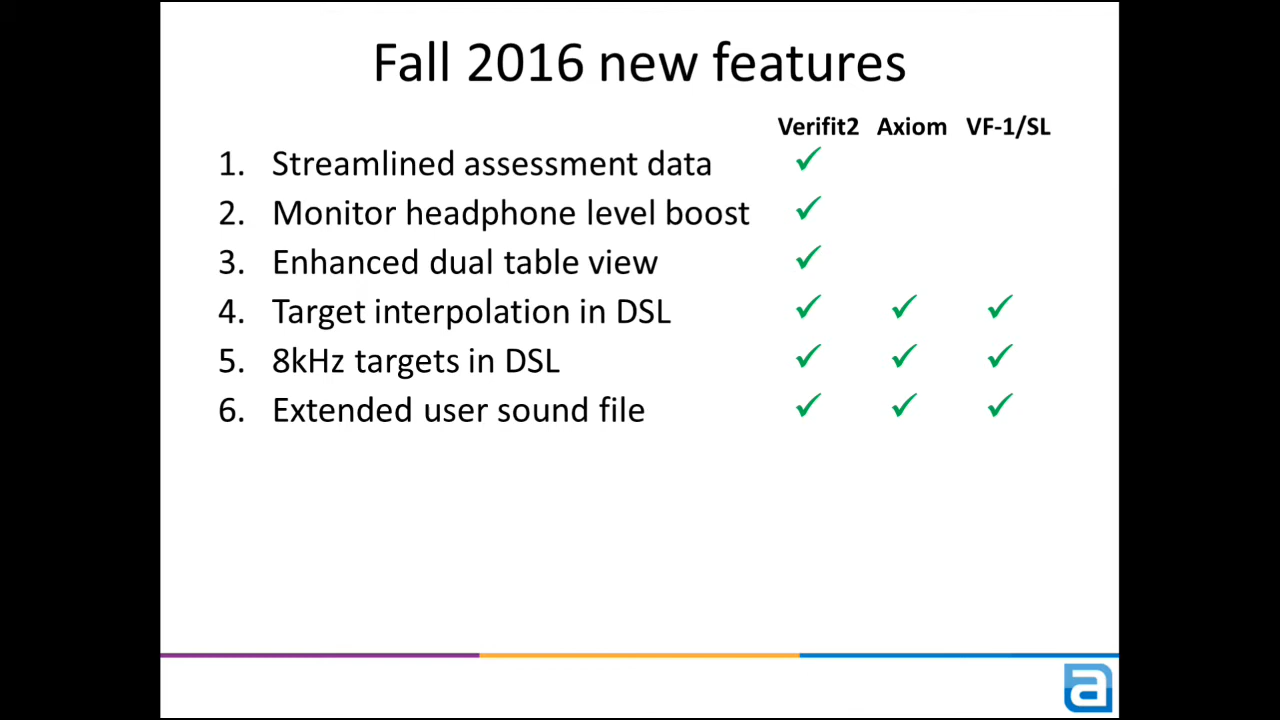 Fall 2016 new features
Verifit2 Axiom VF-1/SL
1. Streamlined assessment data ✓
2. Monitor headphone level boost ✓
3. Enhanced dual table view ✓
4. Target interpolation in DSL ✓ ✓ ✓
5. 8kHz targets in DSL ✓ ✓ ✓
6. Extended user sound file ✓ ✓ ✓
a